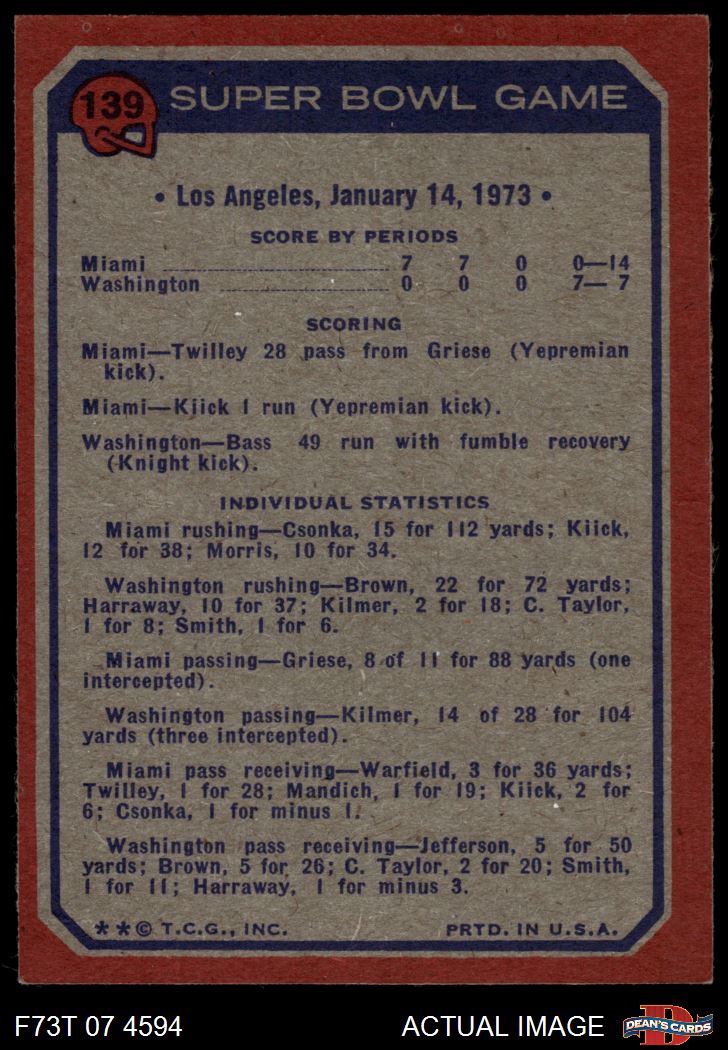 139
SUPER BOWL GAME
• Los Angeles, January 14, 1973 •
SCORE BY PERIODS
Miami ........ 7 7 0 0—14
Washington ........ 0 0 0 7— 7
SCORING
Miami—Twilley 28 pass from Griese (Yepremian
kick).
Miami—Kiick 1 run (Yepremian kick).
Washington—Bass 49 run with fumble recovery
(Knight kick).
INDIVIDUAL STATISTICS
Miami rushing—Csonka, 15 for 112 yards; Kiick,
12 for 38; Morris, 10 for 34.
Washington rushing—Brown, 22 for 72 yards;
Harraway, 10 for 37; Kilmer, 2 for 18; C. Taylor,
1 for 8; Smith, 1 for 6.
Miami passing—Griese, 8 of 11 for 88 yards (one
intercepted).
Washington passing—Kilmer, 14 of 28 for 104
yards (three intercepted).
Miami pass receiving—Warfield, 3 for 36 yards;
Twilley, 1 for 28; Mandich, 1 for 19; Kiick, 2 for
6; Csonka, 1 for minus 1.
Washington pass receiving—Jefferson, 5 for 50
yards; Brown, 5 for 26; C. Taylor, 2 for 20; Smith,
1 for 11; Harraway, 1 for minus 3.
**© T.C.G., INC. PRTD. IN U.S.A.
F73T 07 4594 ACTUAL IMAGE
D
DEAN'S CARDS